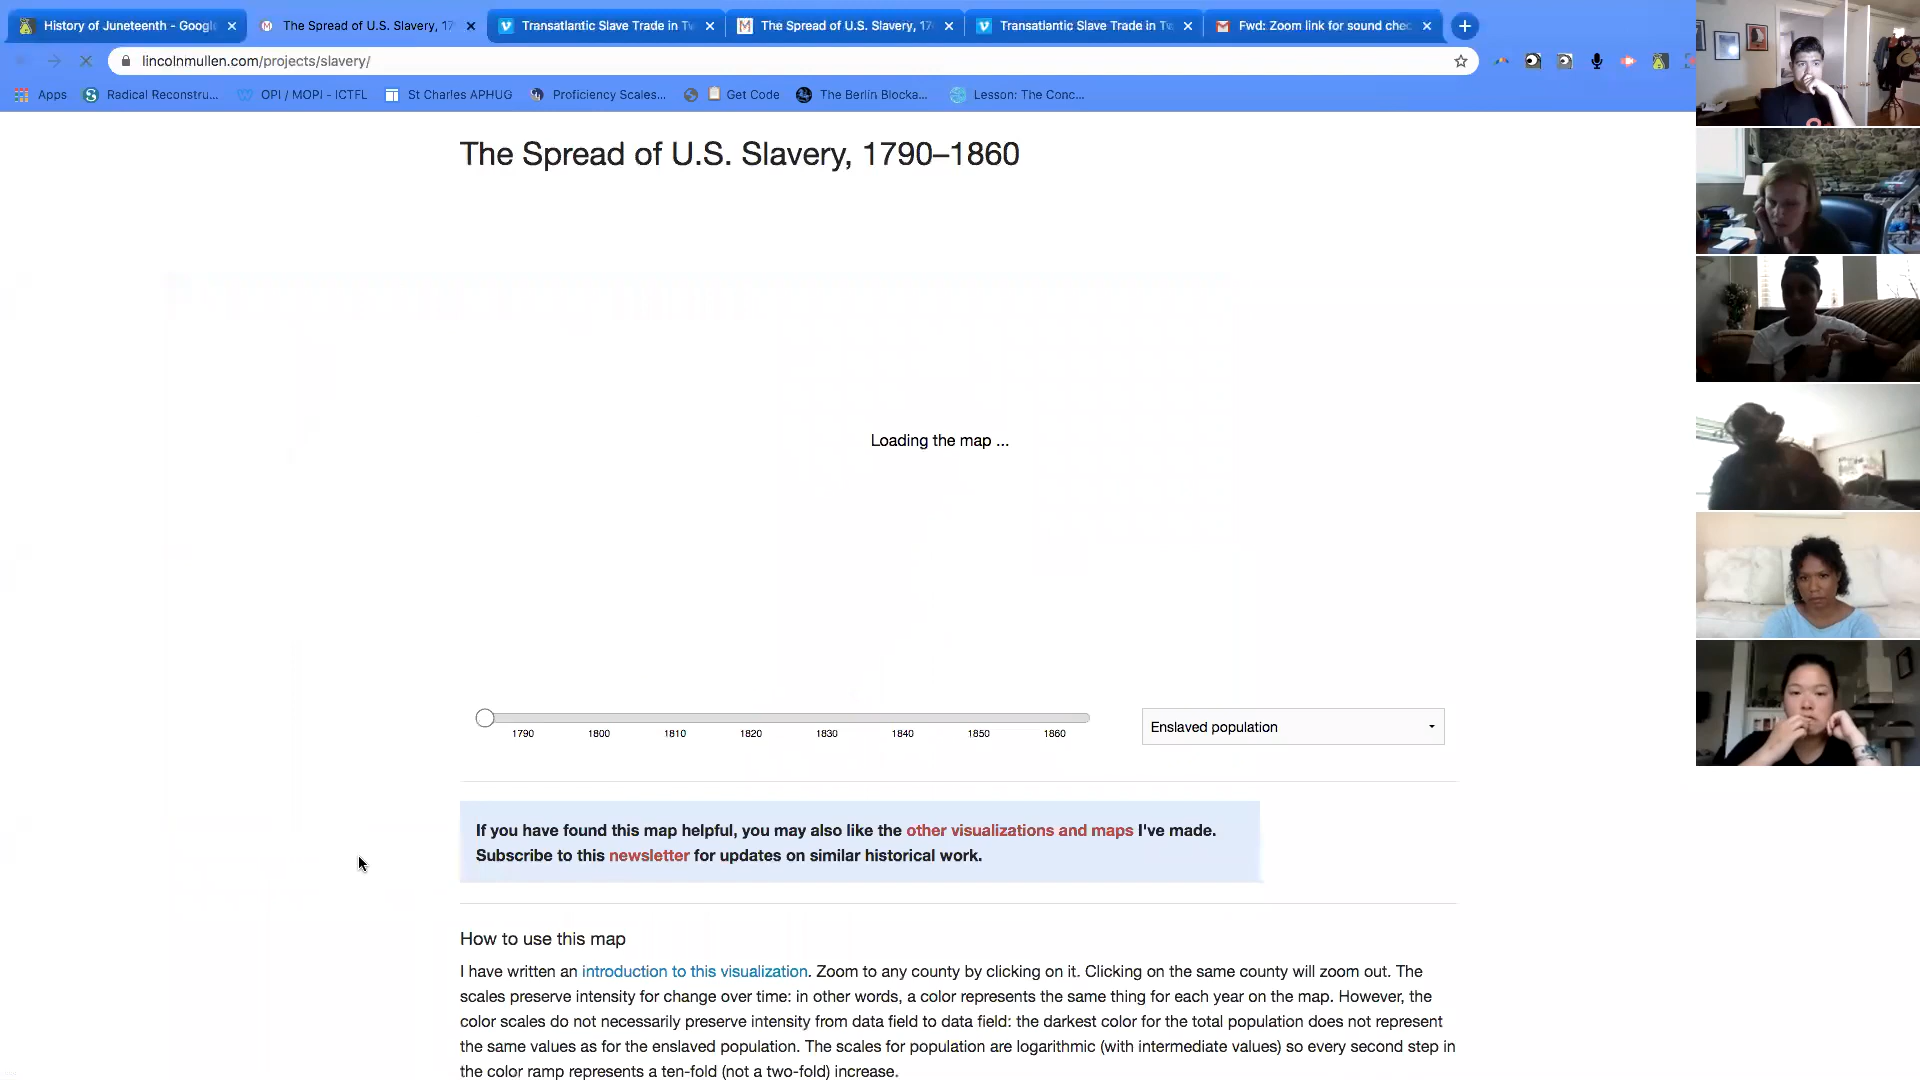 History of Juneteenth - Googl
The Spread of U.S. Slavery, 17
Transatlantic Slave Trade in Tw
The Spread of U.S. Slavery, 17
Transatlantic Slave Trade in Tw
Fwd: Zoom link for sound chec
lincolnmullen.com/projects/slavery/
Apps
Radical Reconstru...
OPI / MOPI - ICTFL
St Charles APHUG
Proficiency Scales...
Get Code
The Berlin Blocka...
Lesson: The Conc...
The Spread of U.S. Slavery, 1790–1860
Loading the map ...
1790 1800 1810 1820 1830 1840 1850 1860
Enslaved population
If you have found this map helpful, you may also like the other visualizations and maps I've made.
Subscribe to this newsletter for updates on similar historical work.
How to use this map
I have written an introduction to this visualization. Zoom to any county by clicking on it. Clicking on the same county will zoom out. The
scales preserve intensity for change over time: in other words, a color represents the same thing for each year on the map. However, the
color scales do not necessarily preserve intensity from data field to data field: the darkest color for the total population does not represent
the same values as for the enslaved population. The scales for population are logarithmic (with intermediate values) so every second step in
the color ramp represents a ten-fold (not a two-fold) increase.